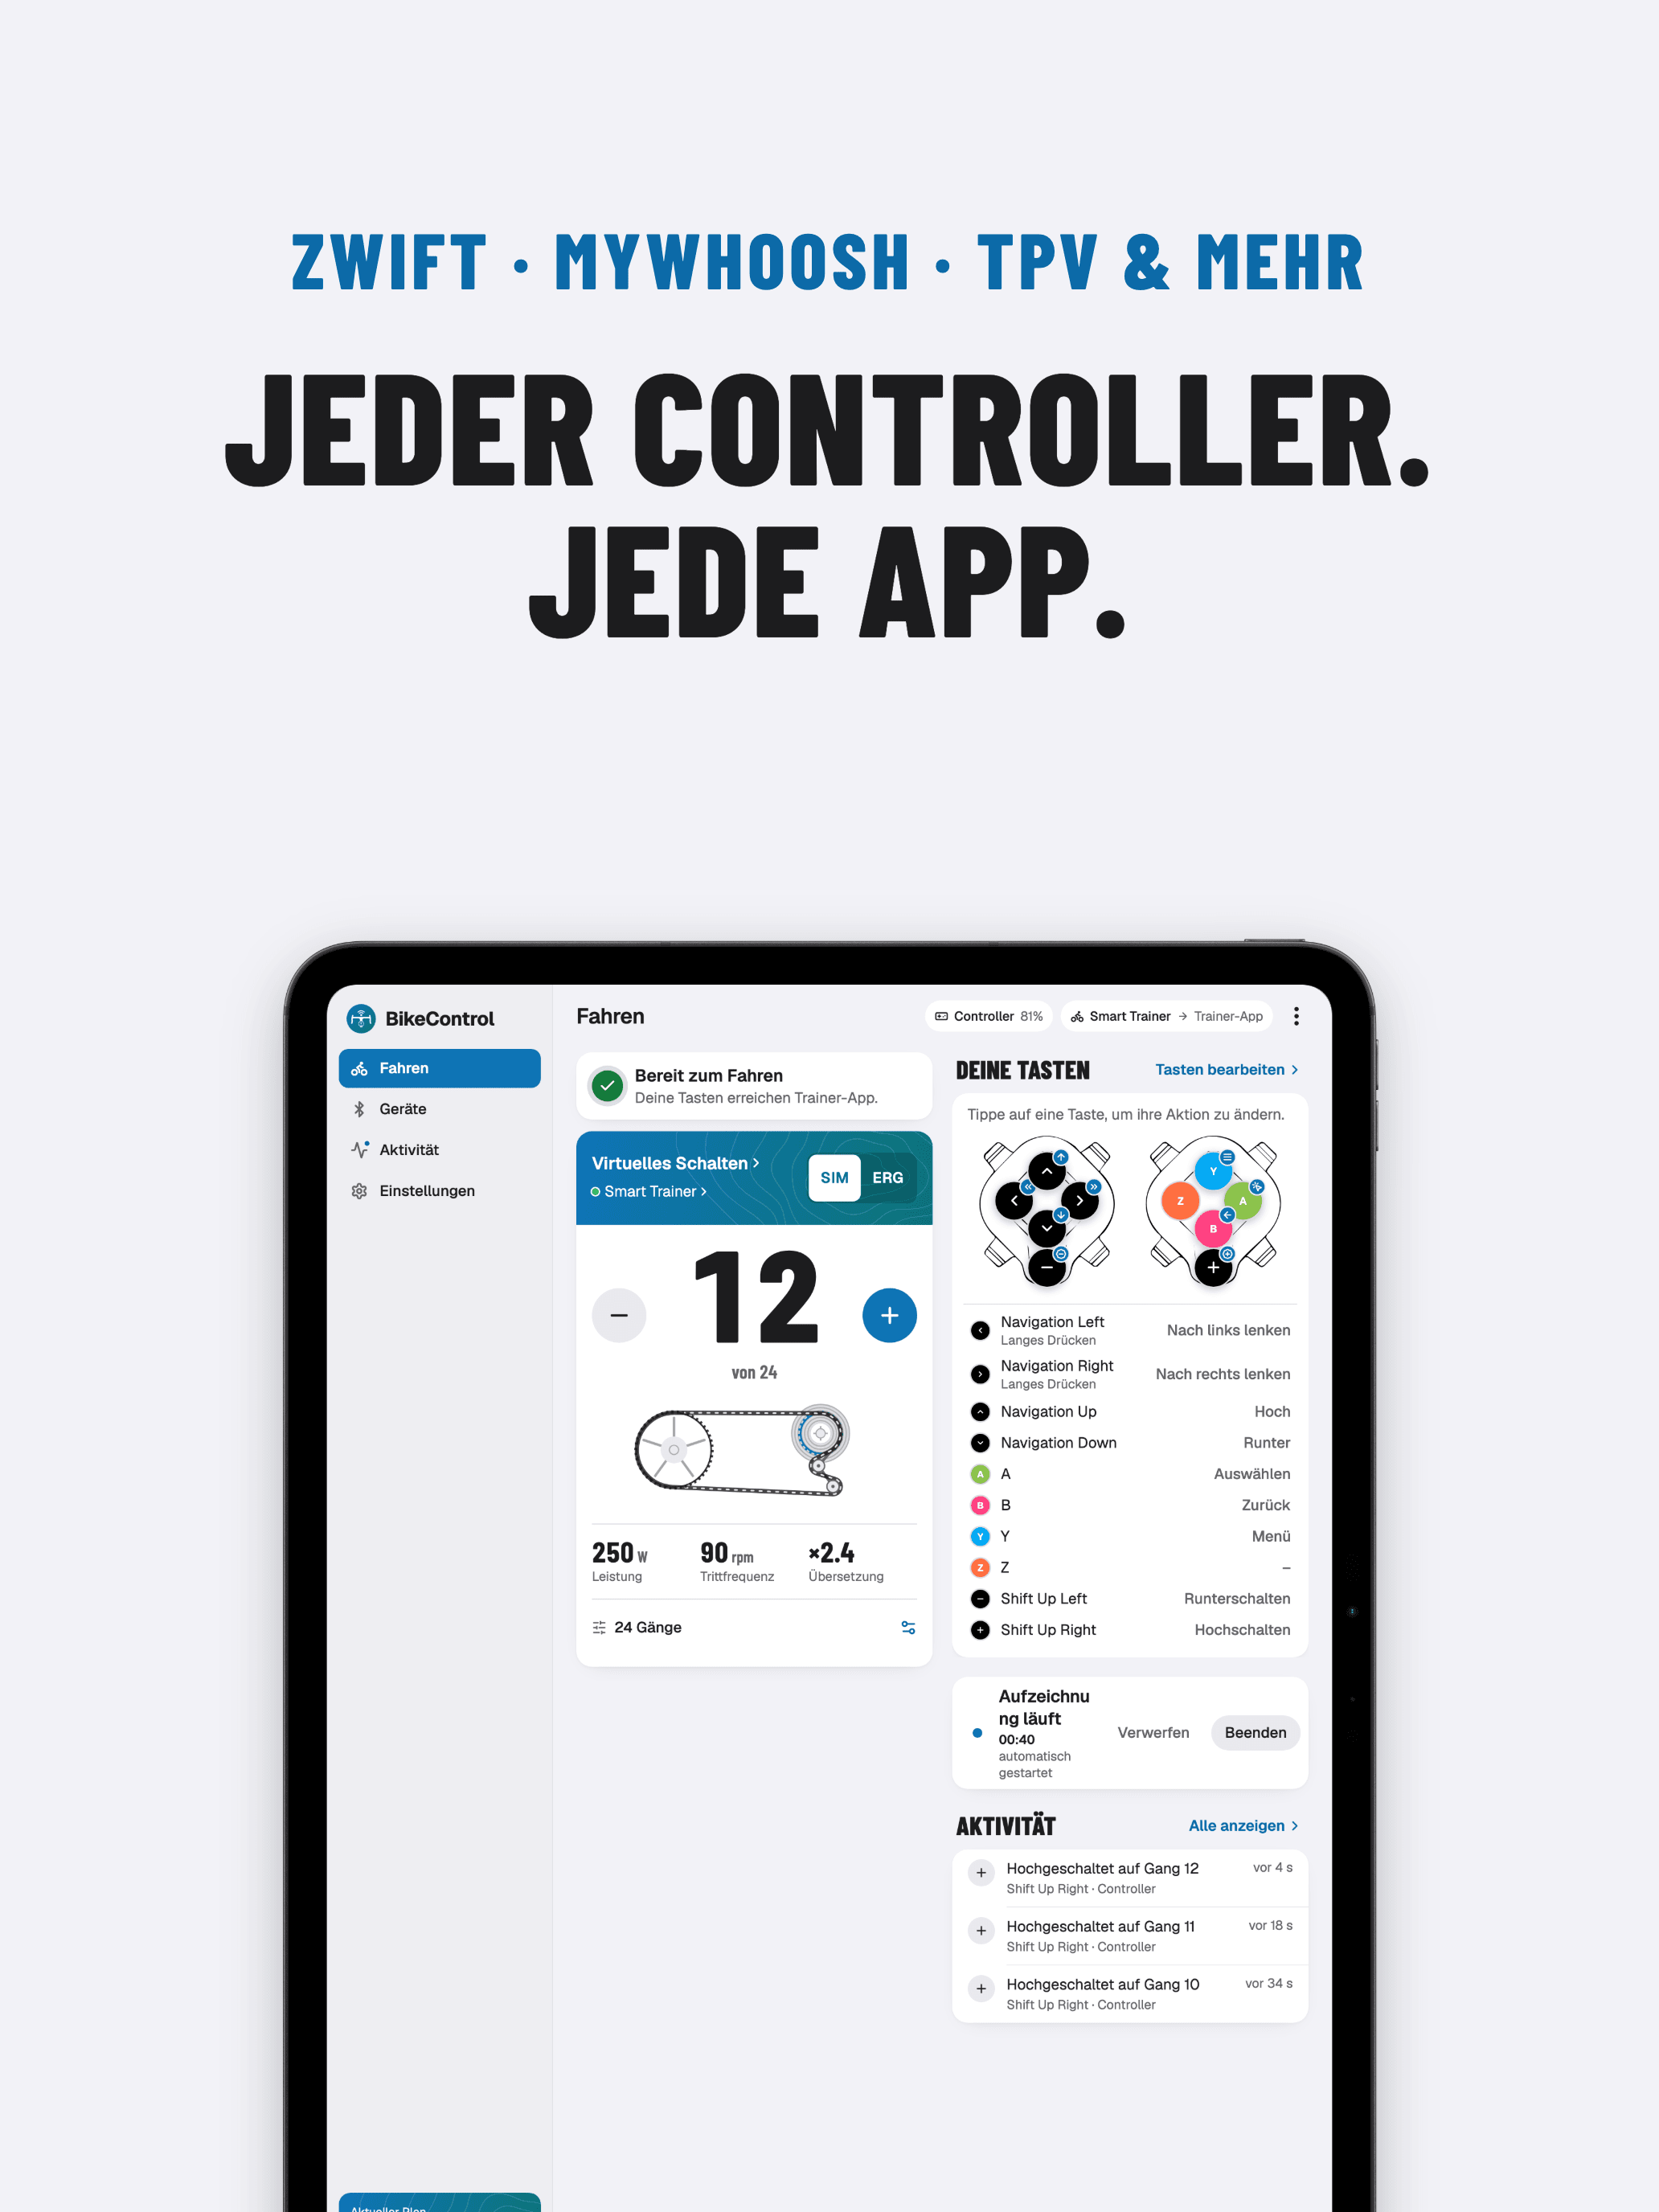 ZWIFT · MYWHOOSH · TPV & MEHR
JEDER CONTROLLER.
JEDE APP.
BikeControl
Fahren
Geräte
Aktivität
Einstellungen
Fahren
Controller 81%
Smart Trainer → Trainer-App
Bereit zum Fahren
Deine Tasten erreichen Trainer-App.
Virtuelles Schalten
Smart Trainer
SIM
ERG
12
von 24
250 W
Leistung
90 rpm
Trittfrequenz
×2.4
Übersetzung
24 Gänge
DEINE TASTEN
Tasten bearbeiten
Tippe auf eine Taste, um ihre Aktion zu ändern.
Y
Z
A
B
Navigation Left
Langes Drücken
Nach links lenken
Navigation Right
Langes Drücken
Nach rechts lenken
Navigation Up
Hoch
Navigation Down
Runter
A A
Auswählen
B B
Zurück
Y Y
Menü
Z Z
–
Shift Up Left
Runterschalten
Shift Up Right
Hochschalten
Aufzeichnu
ng läuft
00:40
automatisch
gestartet
Verwerfen
Beenden
AKTIVITÄT
Alle anzeigen
Hochgeschaltet auf Gang 12
vor 4 s
Shift Up Right · Controller
Hochgeschaltet auf Gang 11
vor 18 s
Shift Up Right · Controller
Hochgeschaltet auf Gang 10
vor 34 s
Shift Up Right · Controller
Aktueller Plan